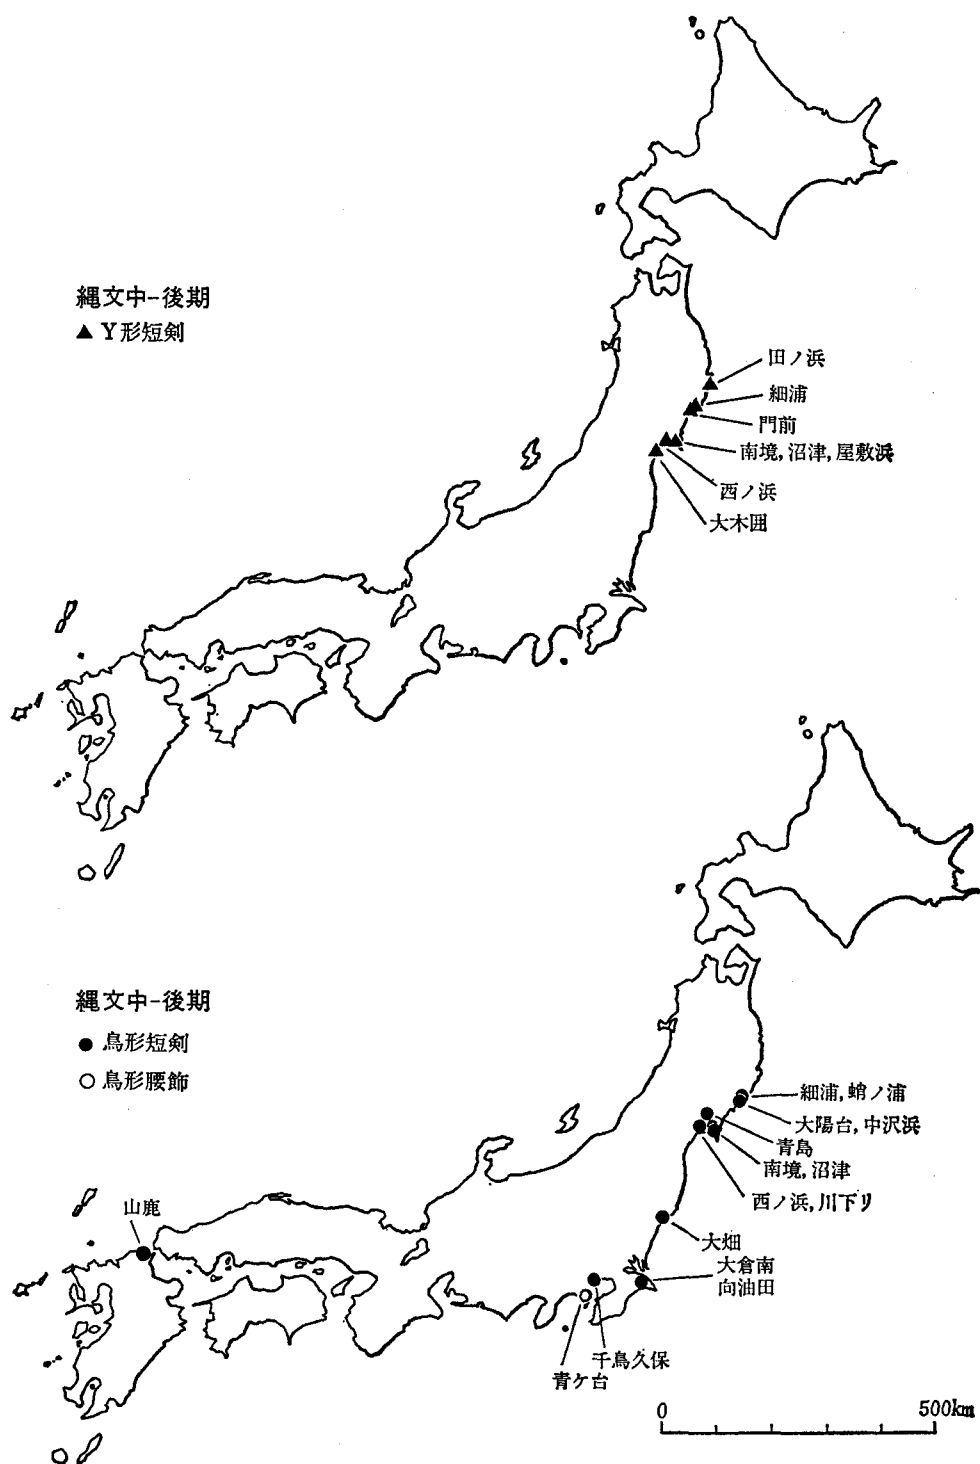 縄文中-後期
▲ Y形短剣
田ノ浜
細浦
門前
南境, 沼津, 屋敷浜
西ノ浜
大木囲
縄文中-後期
● 鳥形短剣
○ 鳥形腰飾
細浦, 蛸ノ浦
大陽台, 中沢浜
青島
南境, 沼津
西ノ浜, 川下リ
山鹿
大畑
大倉南
向油田
千鳥久保
青ケ台
0 500km